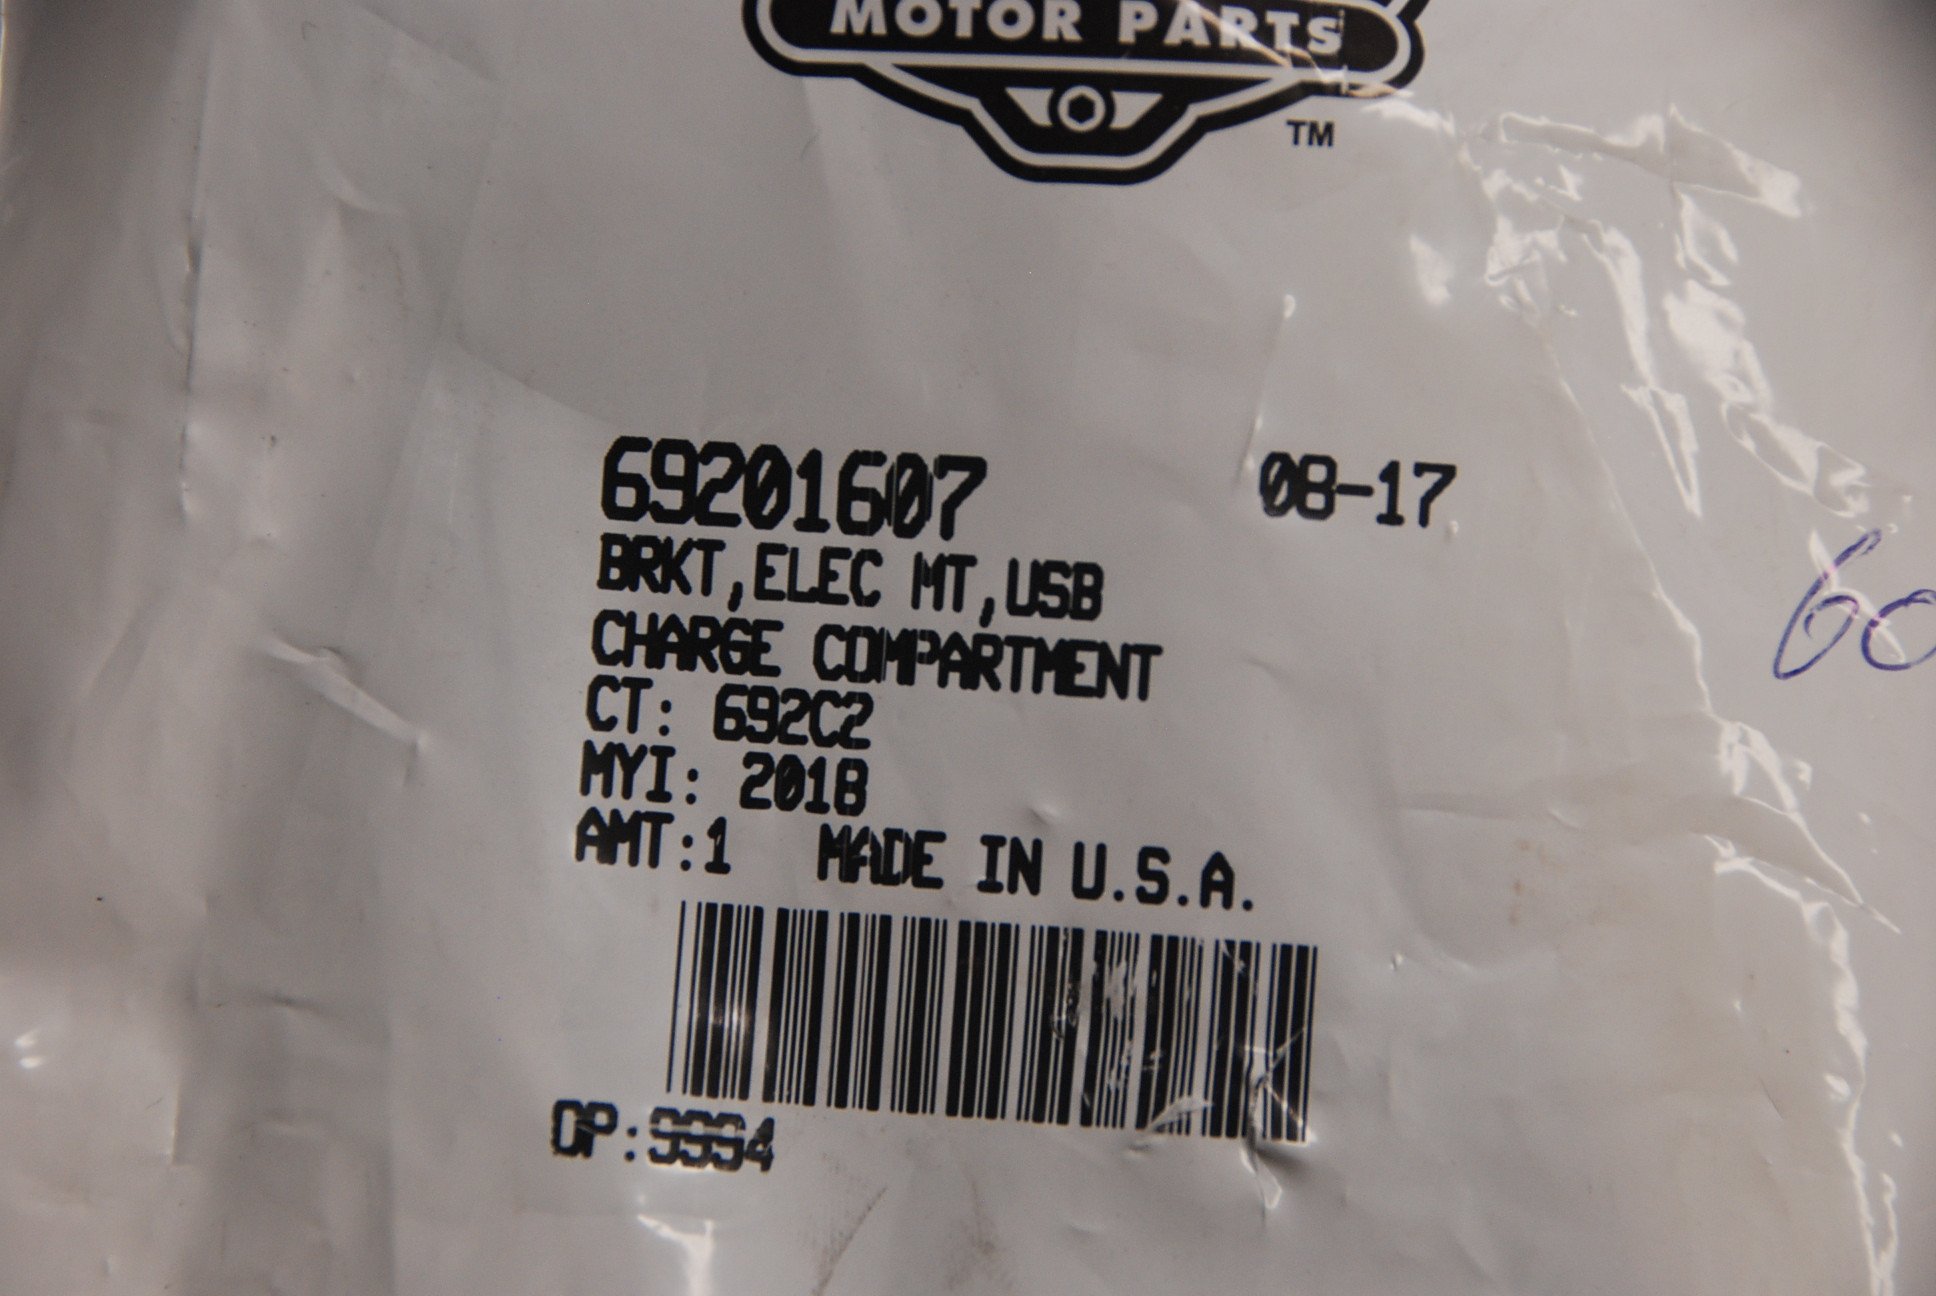 MOTOR PARTS
TM
69201607 08-17
BRKT,ELEC MT,USB
CHARGE COMPARTMENT
CT: 692C2
MYI: 2018
AMT:1 MADE IN U.S.A.
OP:9994
60